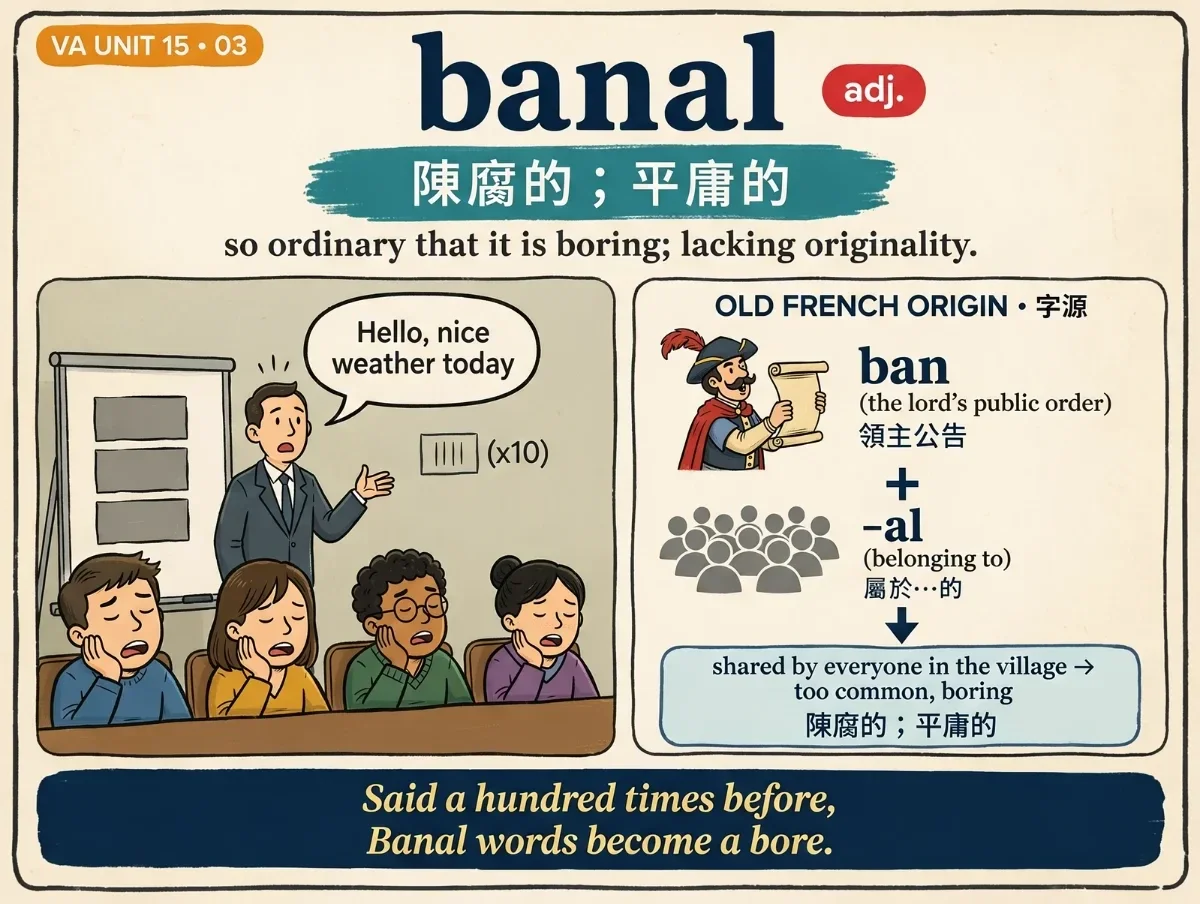 VA UNIT 15 • 03
banal
adj.
陳腐的；平庸的
so ordinary that it is boring; lacking originality.
Hello, nice
weather today
(x10)
OLD FRENCH ORIGIN • 字源
ban
(the lord's public order)
領主公告
+
-al
(belonging to)
屬於…的
shared by everyone in the village →
too common, boring
陳腐的；平庸的
Said a hundred times before,
Banal words become a bore.